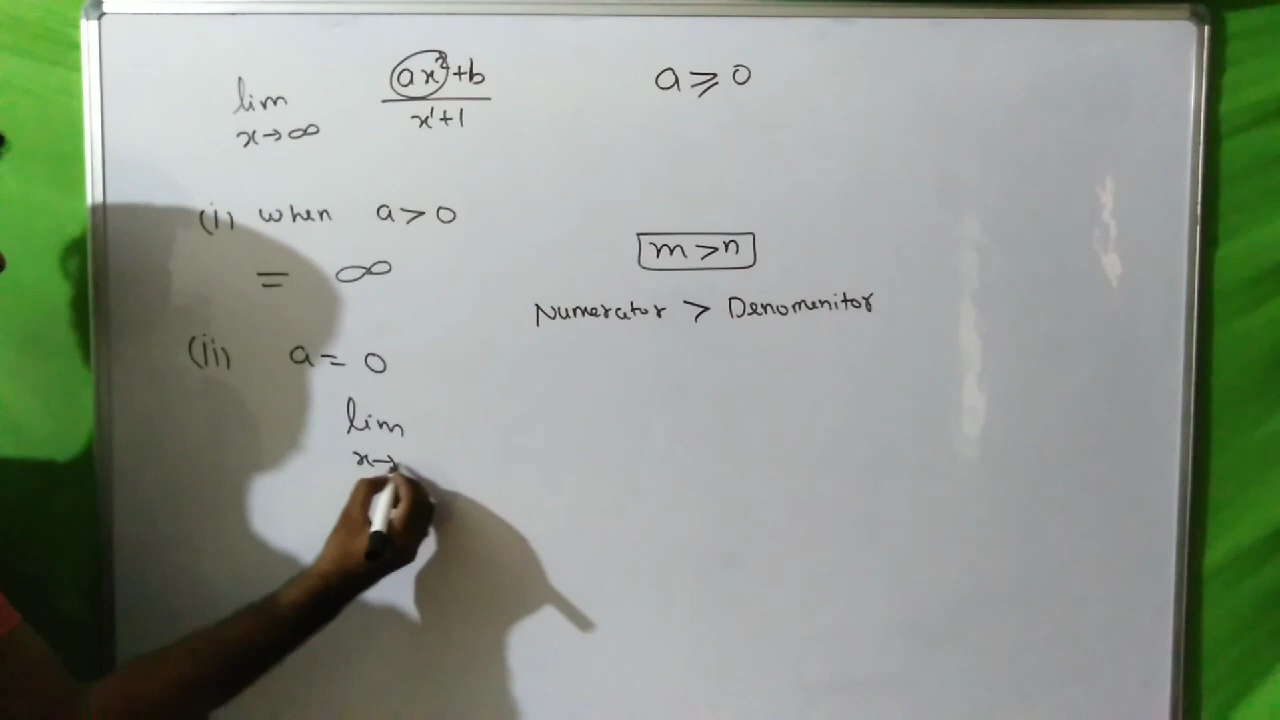 lim x→∞ (ax²+b)/(x¹+1) a ⩾ 0
(i) when a > 0
= ∞
m > n
Numerator > Denomenitor
(ii) a = 0
lim x→